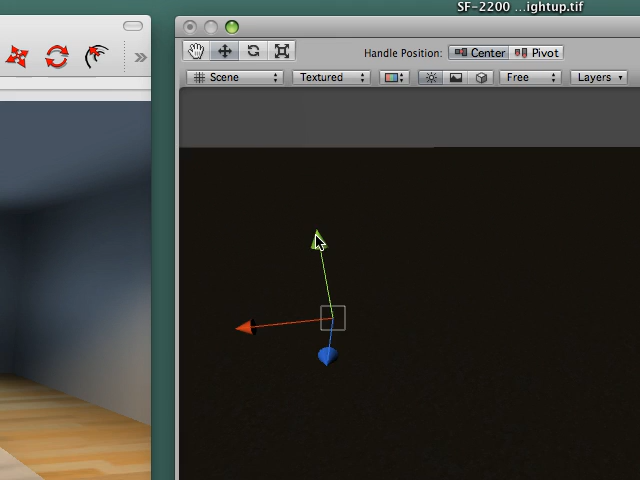 SF-2200 ...ightup.tif
Handle Position: Center Pivot
Scene Textured Free Layers